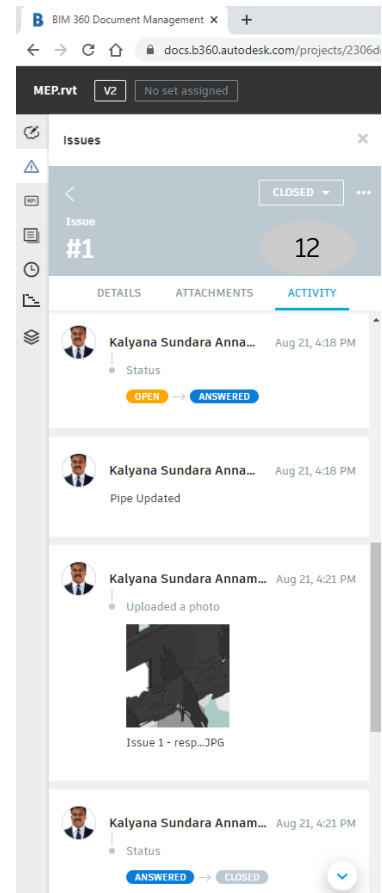 BIM 360 Document Management
docs.b360.autodesk.com/projects/2306d
MEP.rvt V2 No set assigned
Issues
RFI
CLOSED
Issue
#1
12
DETAILS ATTACHMENTS ACTIVITY
Kalyana Sundara Anna... Aug 21, 4:18 PM
Status
OPEN → ANSWERED
Kalyana Sundara Anna... Aug 21, 4:18 PM
Pipe Updated
Kalyana Sundara Annam... Aug 21, 4:21 PM
Uploaded a photo
Issue 1 - resp...JPG
Kalyana Sundara Annam... Aug 21, 4:21 PM
Status
ANSWERED → CLOSED